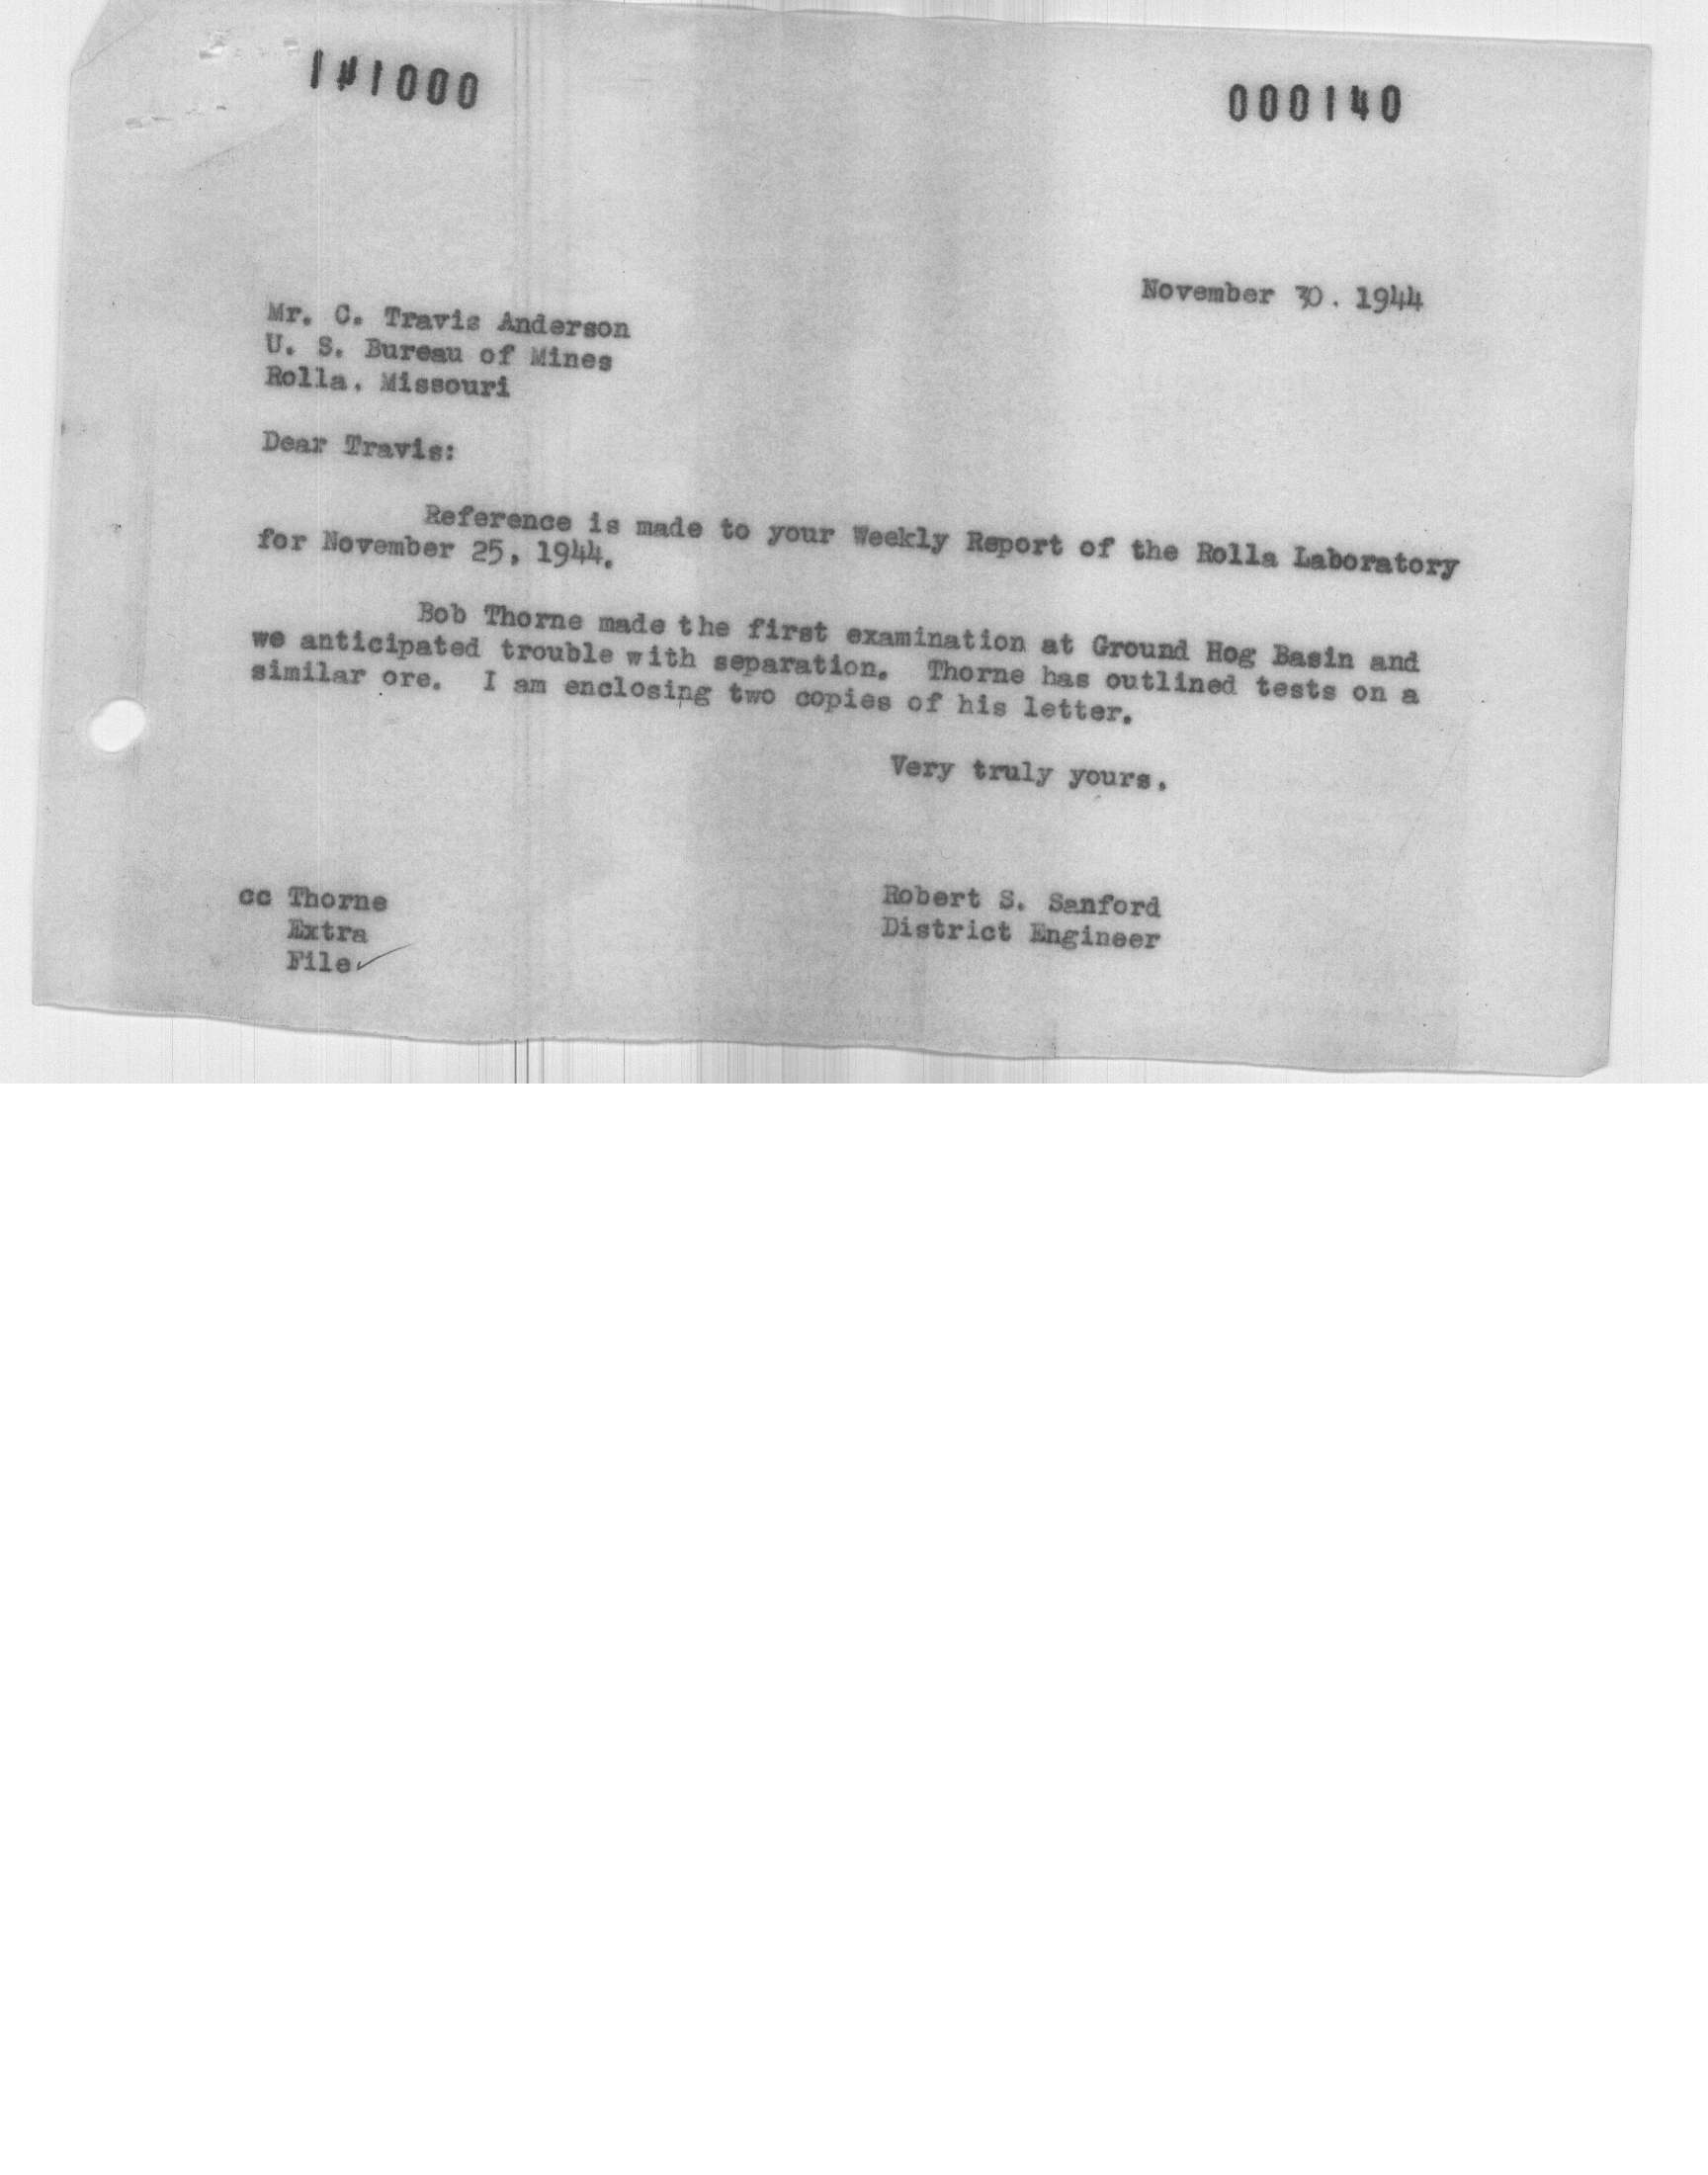 141000
000140
November 30. 1944
Mr. C. Travis Anderson
U. S. Bureau of Mines
Rolla, Missouri
Dear Travis:
Reference is made to your Weekly Report of the Rolla Laboratory
for November 25, 1944.
Bob Thorne made the first examination at Ground Hog Basin and
we anticipated trouble with separation. Thorne has outlined tests on a
similar ore. I am enclosing two copies of his letter.
Very truly yours,
cc Thorne
Extra
File✓
Robert S. Sanford
District Engineer